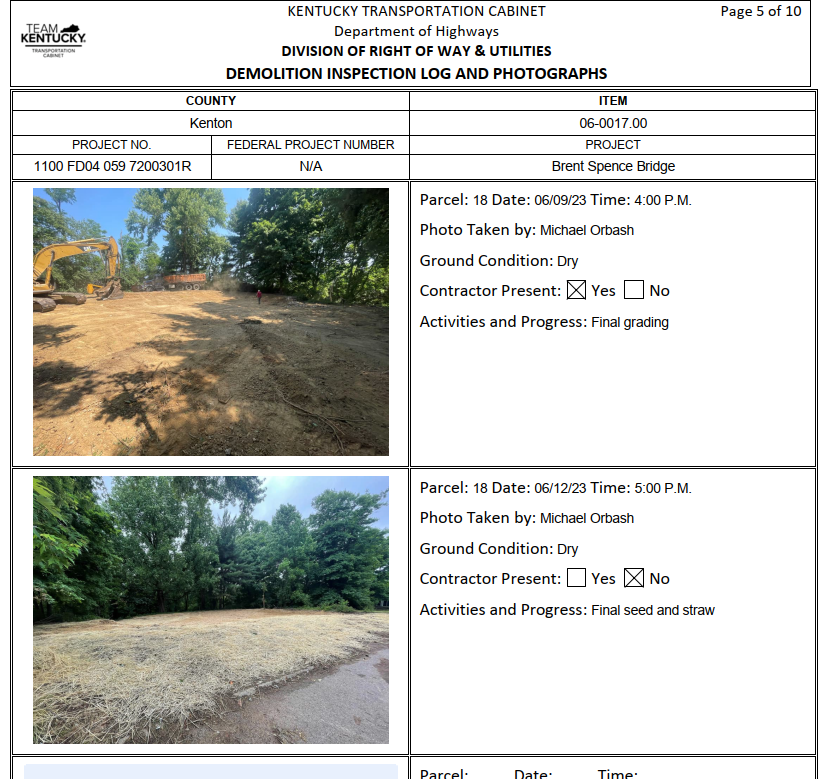 KENTUCKY TRANSPORTATION CABINET
Page 5 of 10
Department of Highways
DIVISION OF RIGHT OF WAY & UTILITIES
DEMOLITION INSPECTION LOG AND PHOTOGRAPHS
TEAM
KENTUCKY
TRANSPORTATION
CABINET
COUNTY
ITEM
Kenton
06-0017.00
PROJECT NO.
FEDERAL PROJECT NUMBER
PROJECT
1100 FD04 059 7200301R
N/A
Brent Spence Bridge
Parcel: 18 Date: 06/09/23 Time: 4:00 P.M.
Photo Taken by: Michael Orbash
Ground Condition: Dry
Contractor Present: ☒ Yes ☐ No
Activities and Progress: Final grading
Parcel: 18 Date: 06/12/23 Time: 5:00 P.M.
Photo Taken by: Michael Orbash
Ground Condition: Dry
Contractor Present: ☐ Yes ☒ No
Activities and Progress: Final seed and straw
Parcel: Date: Time: